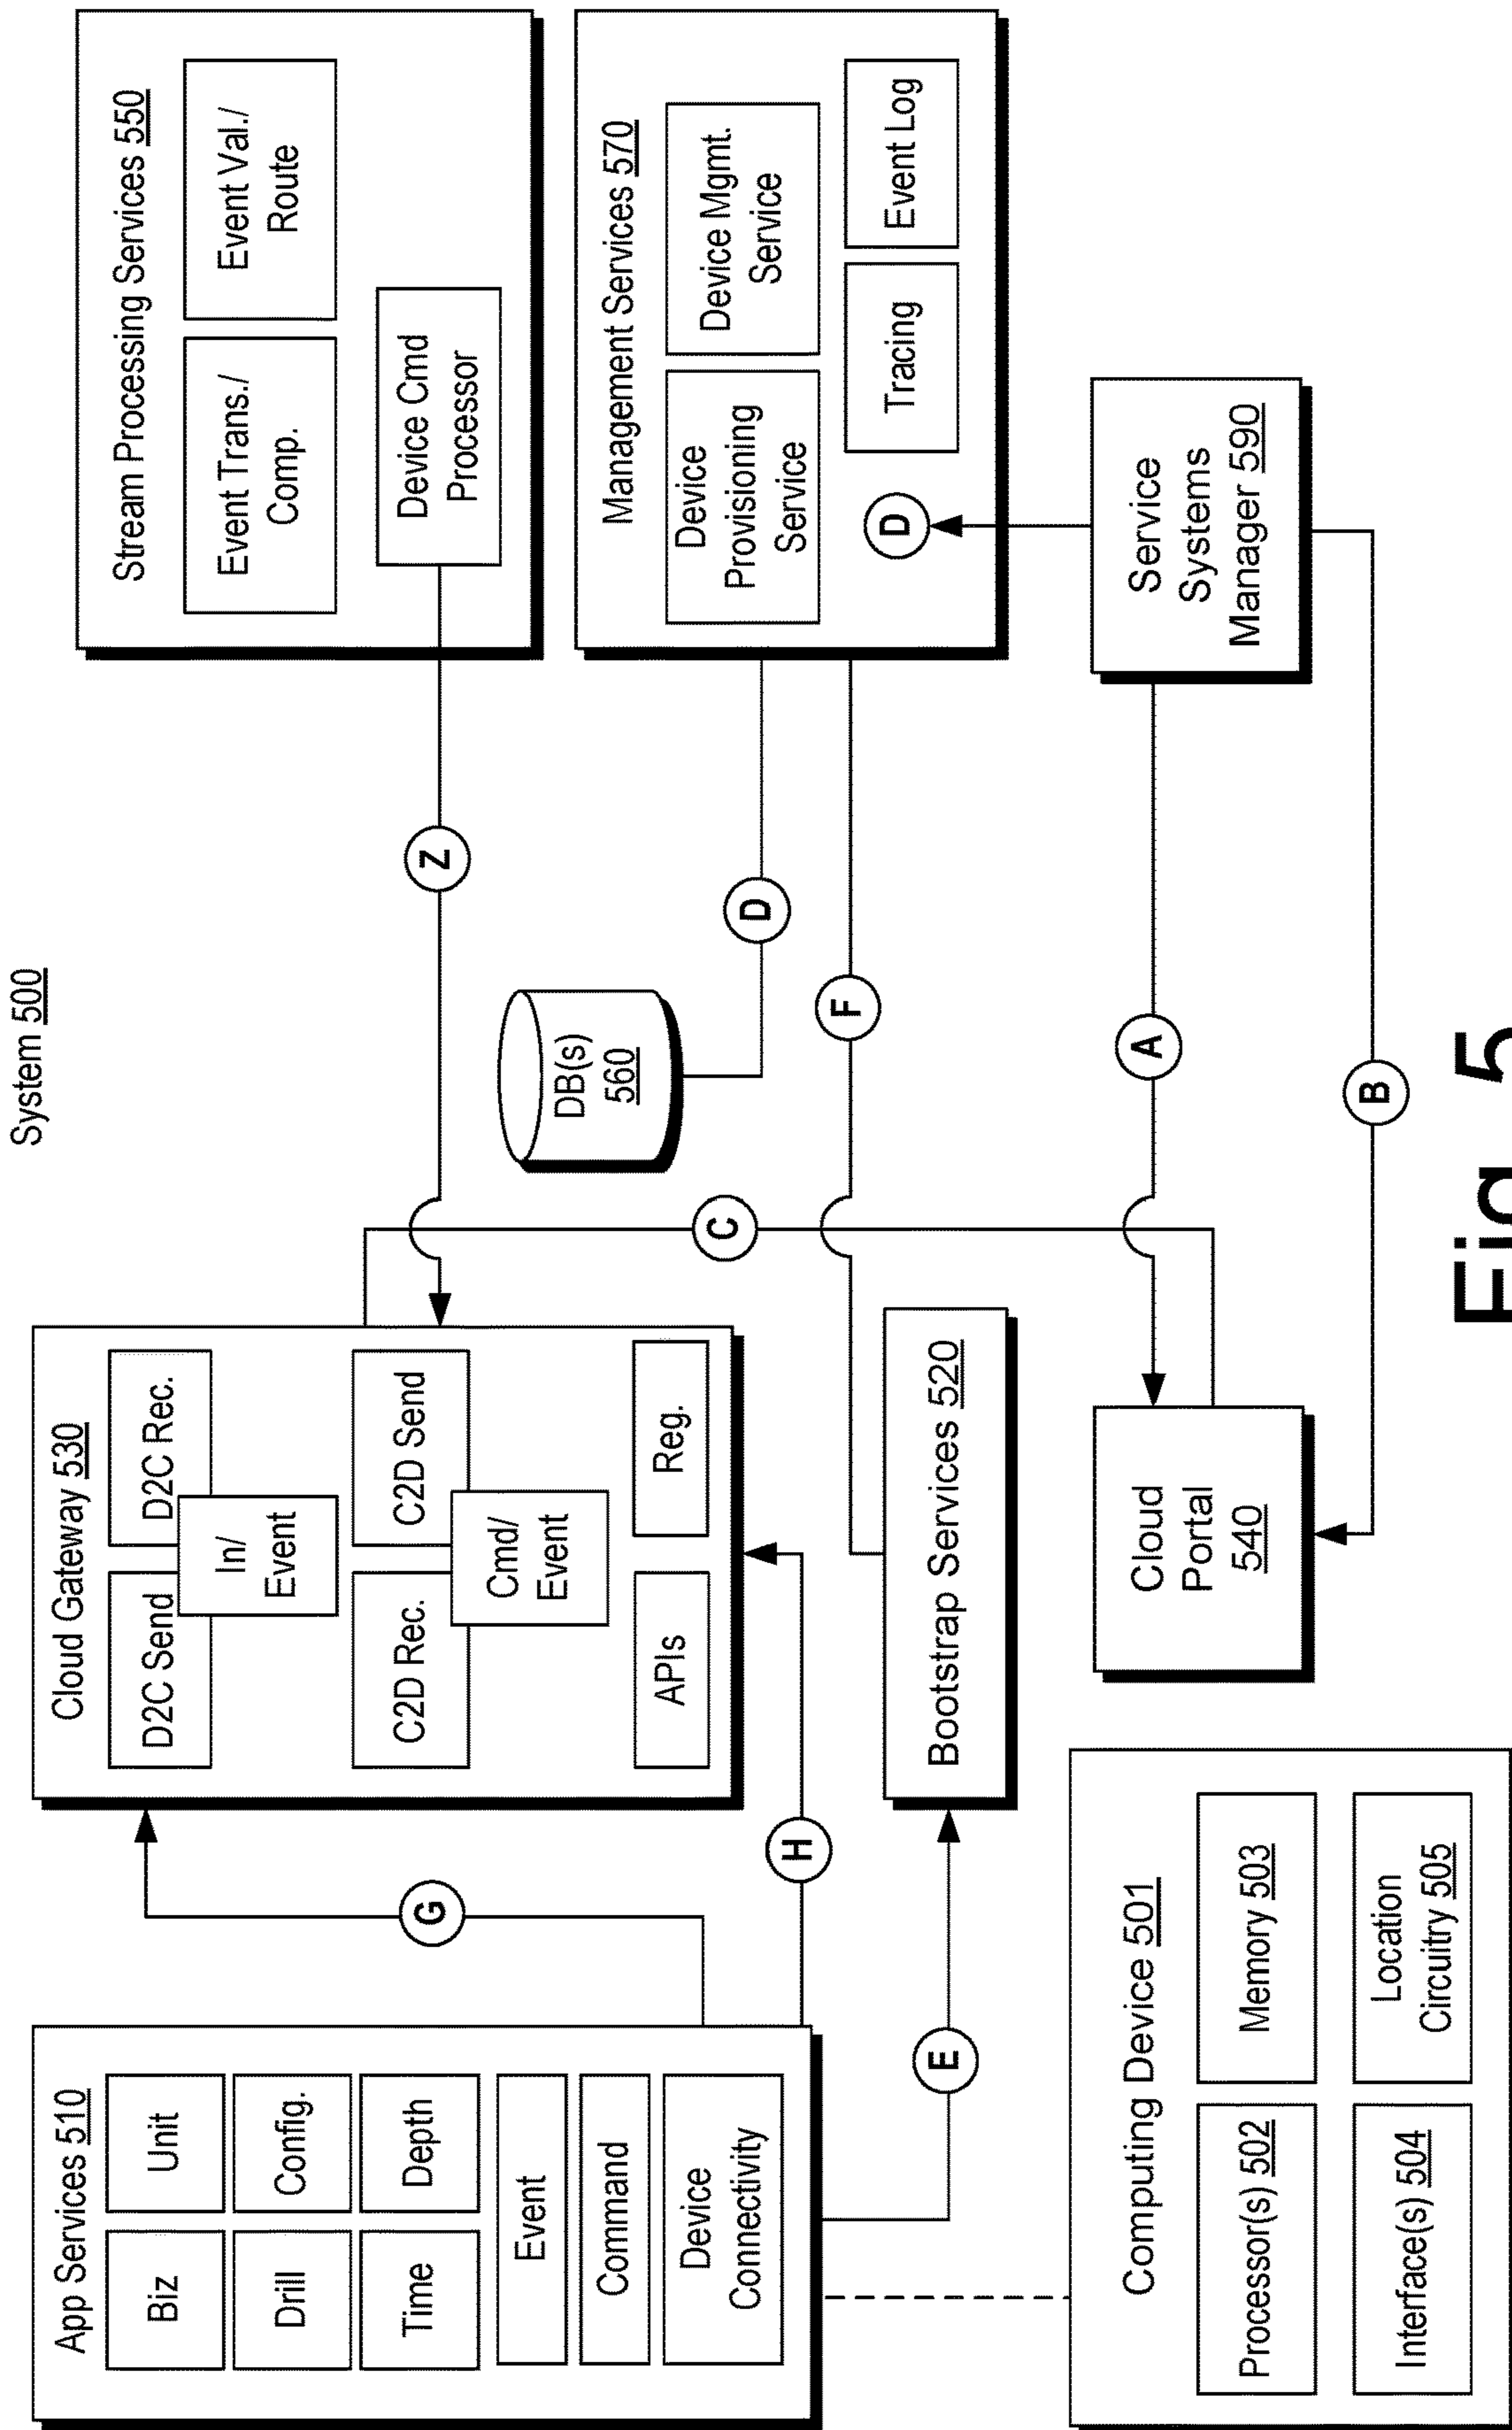 System 500
App Services 510
Biz
Unit
Drill
Config.
Time
Depth
Event
Command
Device
Connectivity
G
H
E
Cloud Gateway 530
D2C Send
D2C Rec.
In/
Event
C2D Rec.
C2D Send
Cmd/
Event
APIs
Reg.
Bootstrap Services 520
Z
DB(s)
560
C
D
F
Stream Processing Services 550
Event Trans./
Comp.
Event Val./
Route
Device Cmd
Processor
Management Services 570
Device
Provisioning
Service
Device Mgmt.
Service
D
Tracing
Event Log
Computing Device 501
Processor(s) 502
Memory 503
Interface(s) 504
Location
Circuitry 505
Cloud
Portal
540
A
B
Service
Systems
Manager 590
Fig. 5